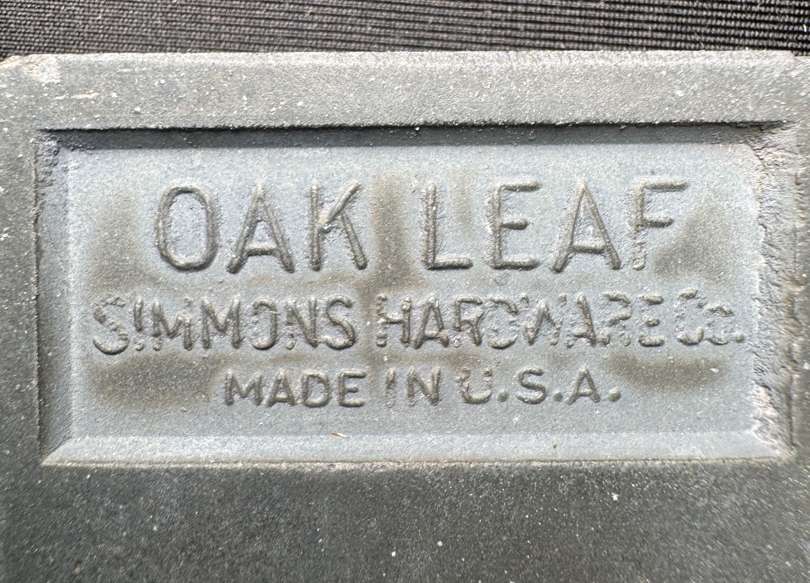 OAK LEAF
SIMMONS HARDWARE Co.
MADE IN U.S.A.